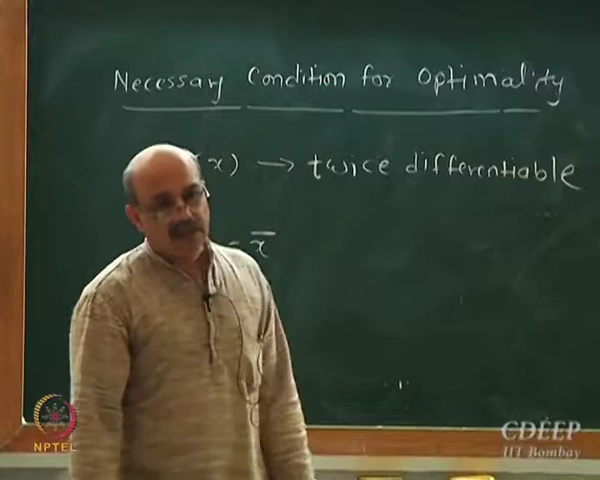 Necessary Condition for Optimality
x) → twice differentiable
= x̄
NPTEL
CDEEP
IIT Bombay